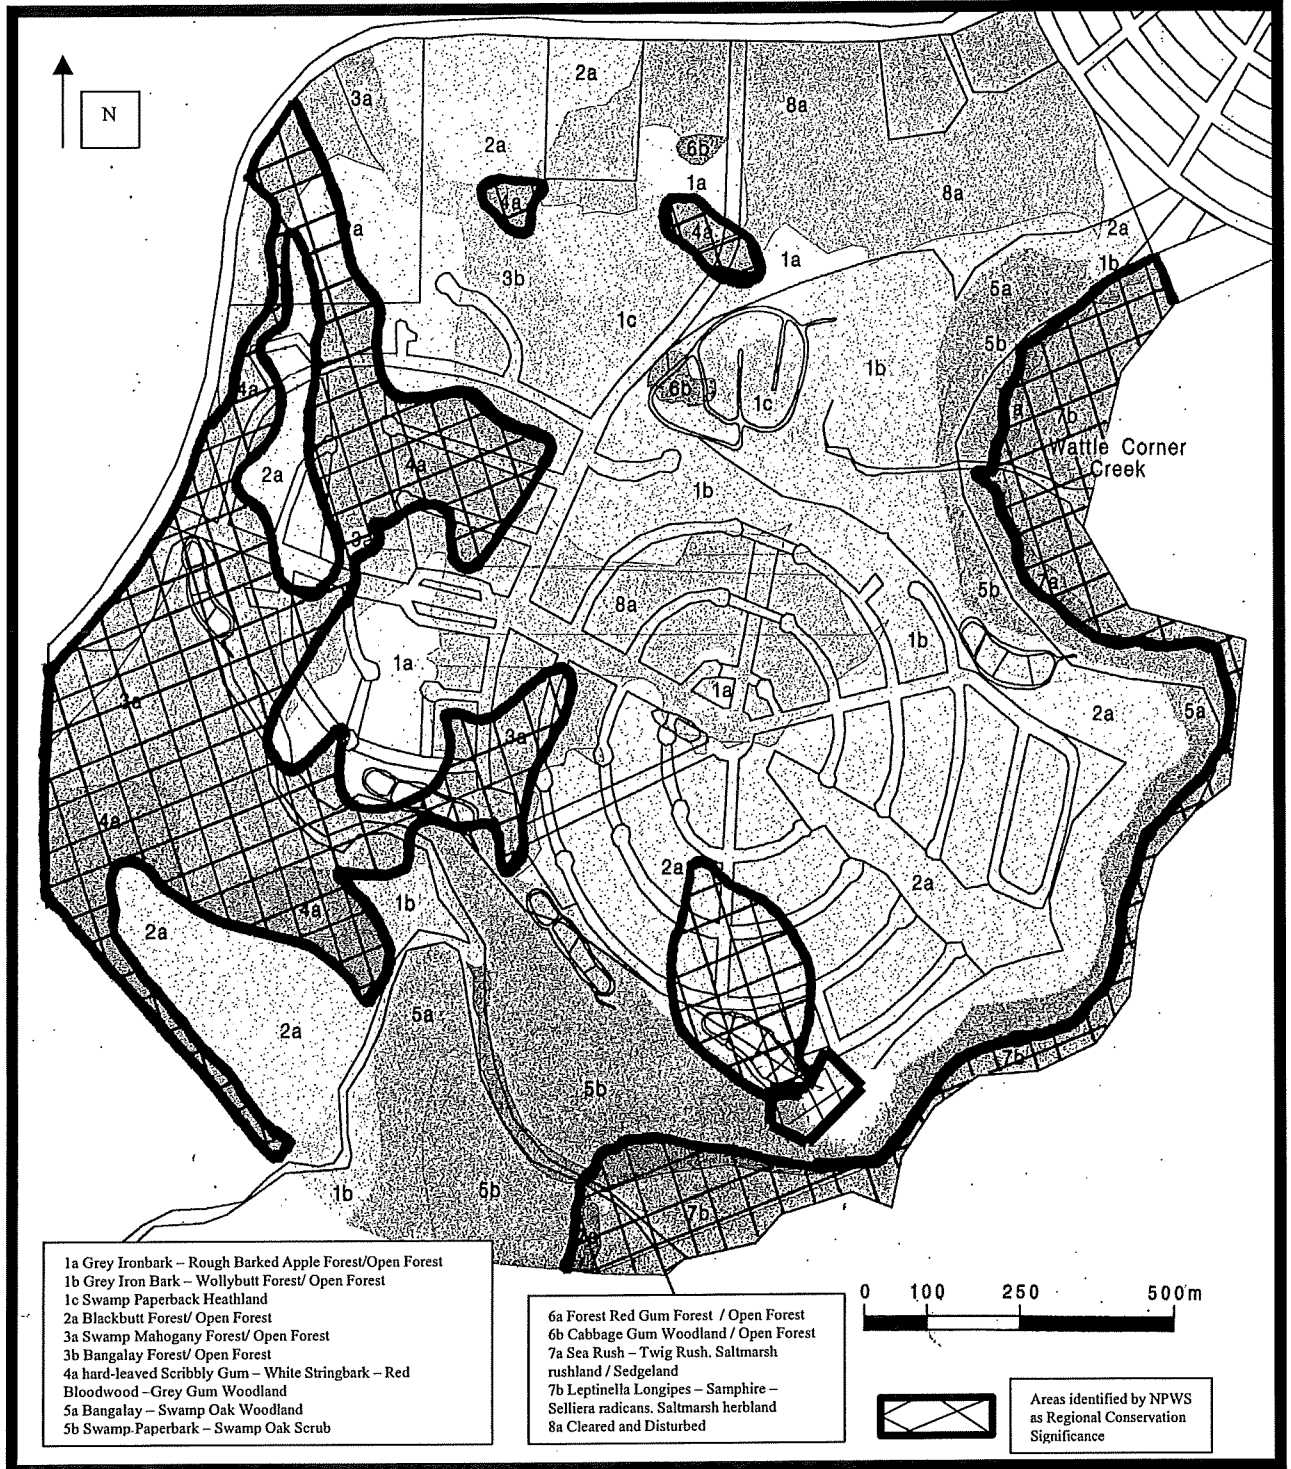 N
3a
2a
8a
2a
6b
1a
8a
4a
4a
a
2a
1a
3b
1b
5a
1c
5b
1b
4a
6b
1c
7b
Wattle Corner
Creek
4a
2a
1b
3a
7a
5b
8a
1b
1a
1a
3a
2a
5a
3a
4a
2a
2a
4a
1b
2a
5a
2a
7b
5b
1b
5b
7b
1a Grey Ironbark – Rough Barked Apple Forest/Open Forest
1b Grey Iron Bark – Wollybutt Forest/ Open Forest
1c Swamp Paperback Heathland
2a Blackbutt Forest/ Open Forest
3a Swamp Mahogany Forest/ Open Forest
3b Bangalay Forest/ Open Forest
4a hard-leaved Scribbly Gum – White Stringbark – Red
Bloodwood –Grey Gum Woodland
5a Bangalay – Swamp Oak Woodland
5b Swamp-Paperbark – Swamp Oak Scrub
6a Forest Red Gum Forest / Open Forest
6b Cabbage Gum Woodland / Open Forest
7a Sea Rush – Twig Rush. Saltmarsh
rushland / Sedgeland
7b Leptinella Longipes – Samphire –
Selliera radicans. Saltmarsh herbland
8a Cleared and Disturbed
0 100 250 500m
Areas identified by NPWS
as Regional Conservation
Significance